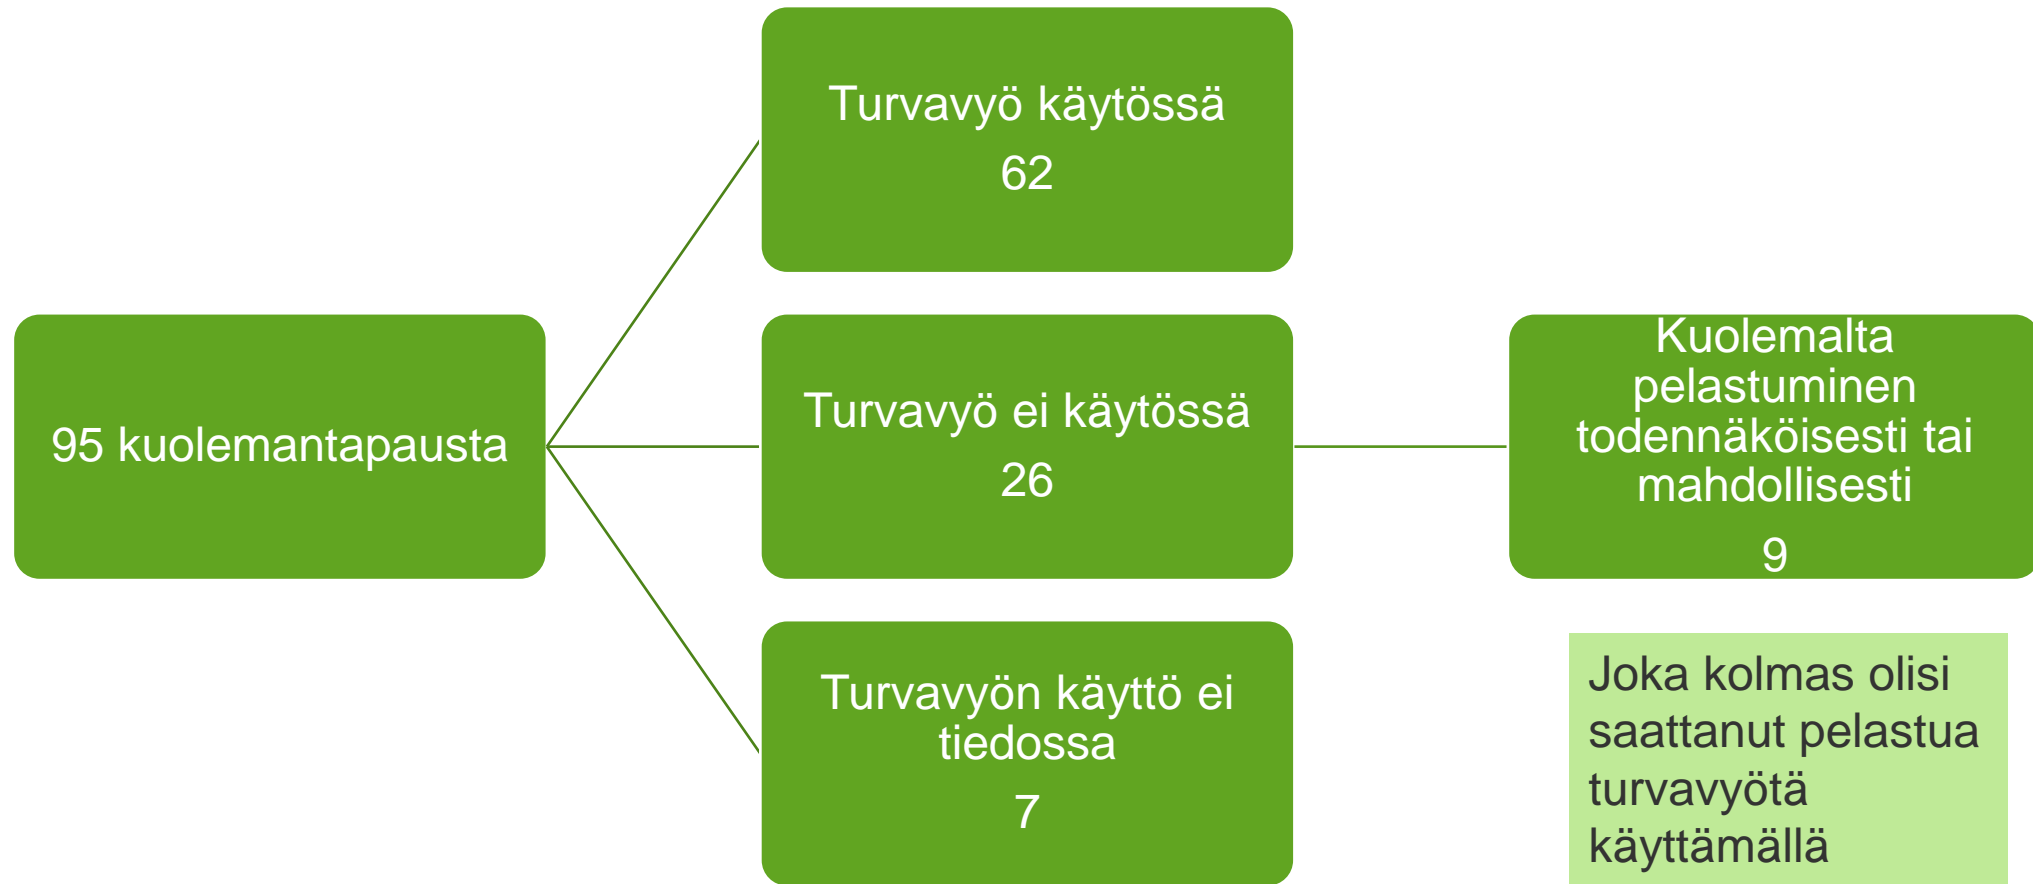 Turvavyö käytössä
62
95 kuolemantapausta
Turvavyö ei käytössä
26
Kuolemalta
pelastuminen
todennäköisesti tai
mahdollisesti
9
Turvavyön käyttö ei
tiedossa
7
Joka kolmas olisi
saattanut pelastua
turvavyötä
käyttämällä